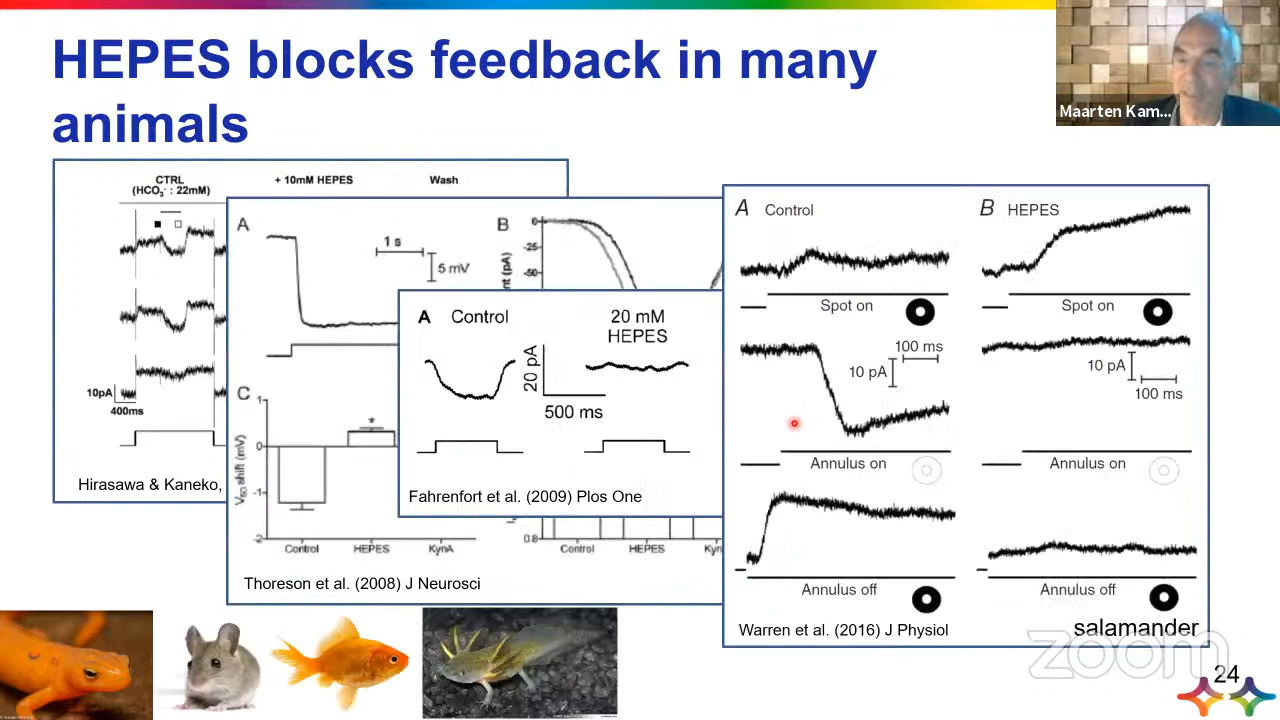 HEPES blocks feedback in many
animals
Maarten Kam...
CTRL
(HCO3- : 22mM)
+ 10mM HEPES
Wash
10pA
400ms
Hirasawa & Kaneko,
A
1 s
5 mV
B
0
-25
-50
nt (pA)
C
1
0
-1
-2
V50 shift (mV)
*
Control
HEPES
KynA
0.8
Control
HEPES
Kyn
Thoreson et al. (2008) J Neurosci
A Control
20 mM
HEPES
20 pA
500 ms
Fahrenfort et al. (2009) Plos One
A Control
B HEPES
Spot on
Spot on
100 ms
10 pA
10 pA
100 ms
Annulus on
Annulus on
Annulus off
Annulus off
Warren et al. (2016) J Physiol
salamander
zoom
24